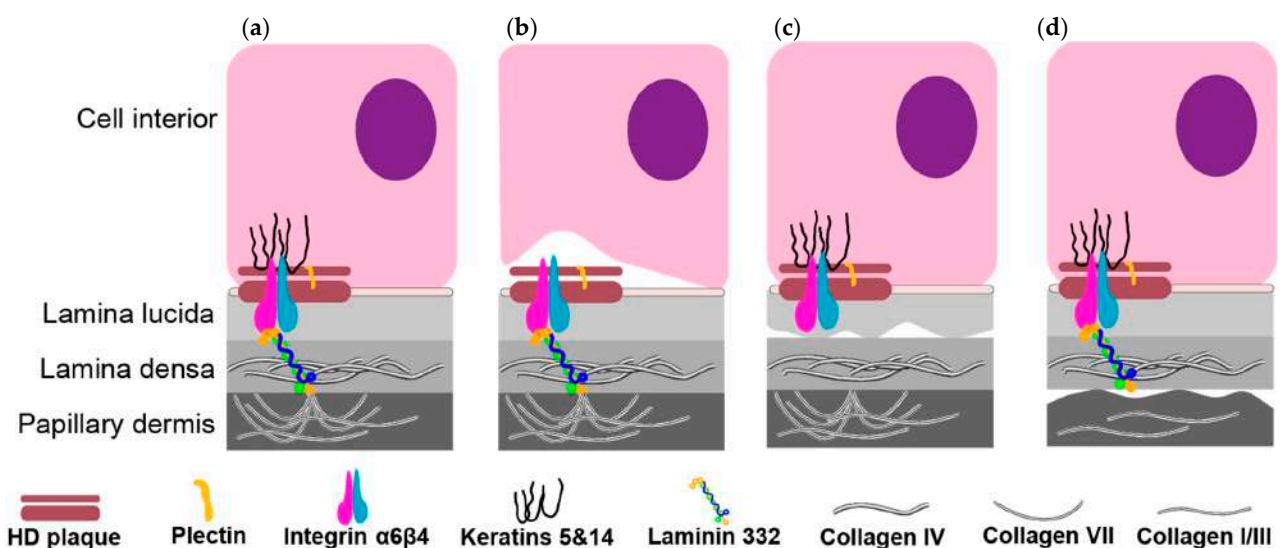 (a) (b) (c) (d)
Cell interior
Lamina lucida
Lamina densa
Papillary dermis
HD plaque Plectin Integrin α6β4 Keratins 5&14 Laminin 332 Collagen IV Collagen VII Collagen I/III